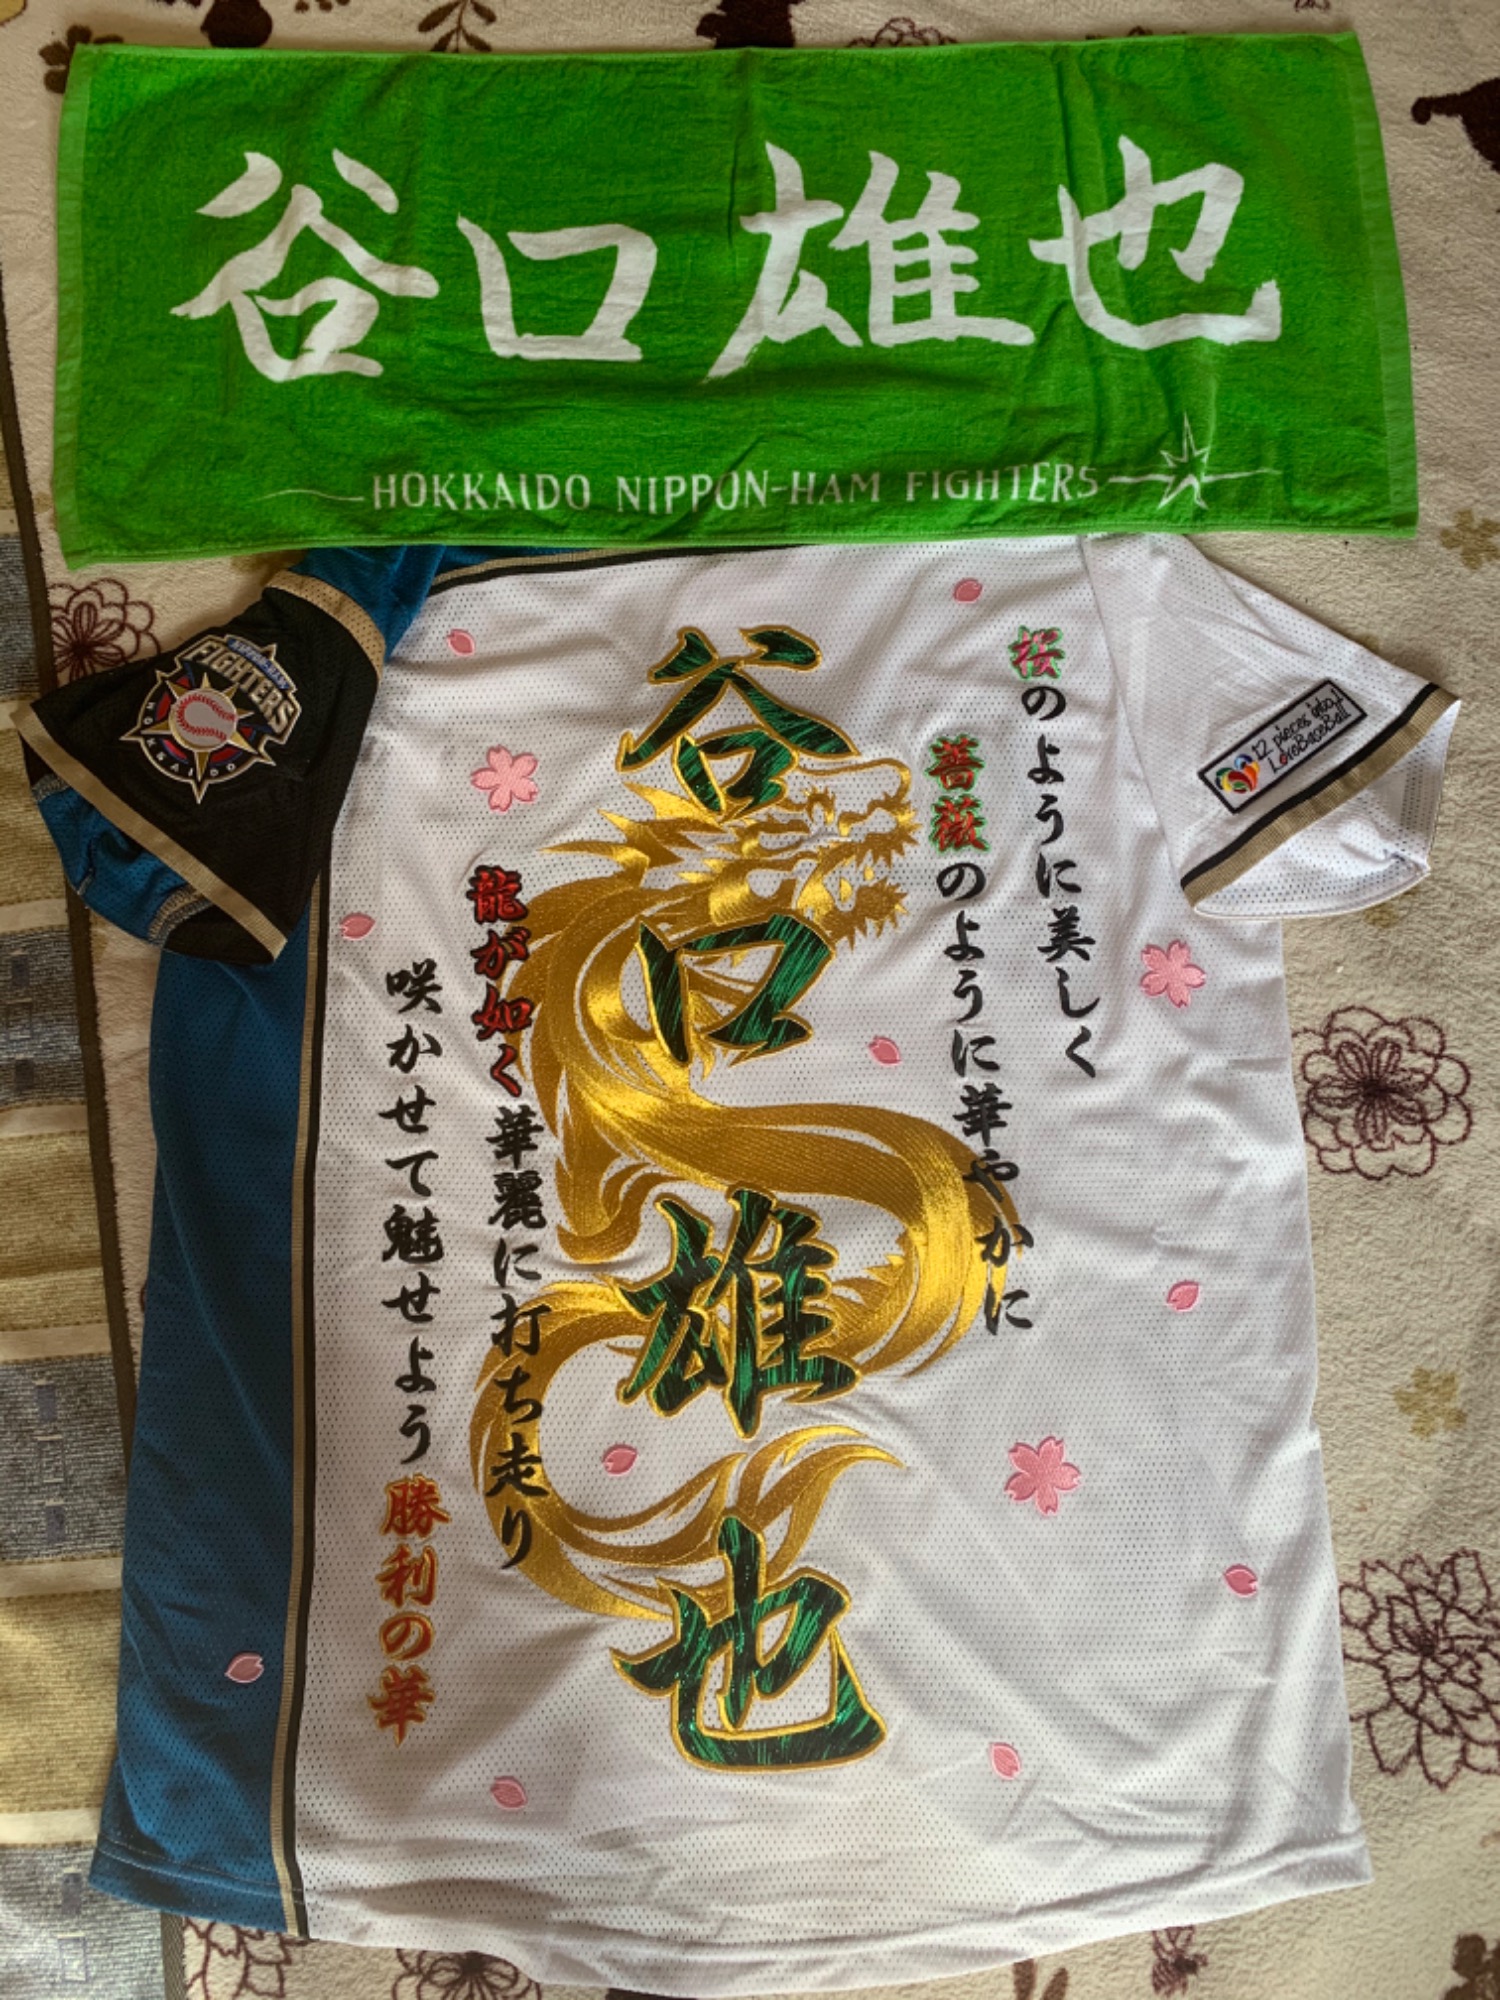 谷口雄也
HOKKAIDO NIPPON-HAM FIGHTERS
FIGHTERS
HOKKAIDO
12 pieces
LoveBaseBall
桜のように美しく
薔薇のように華やかに
谷口雄也
龍が如く華麗に打ち走り
咲かせて魅せよう勝利の華